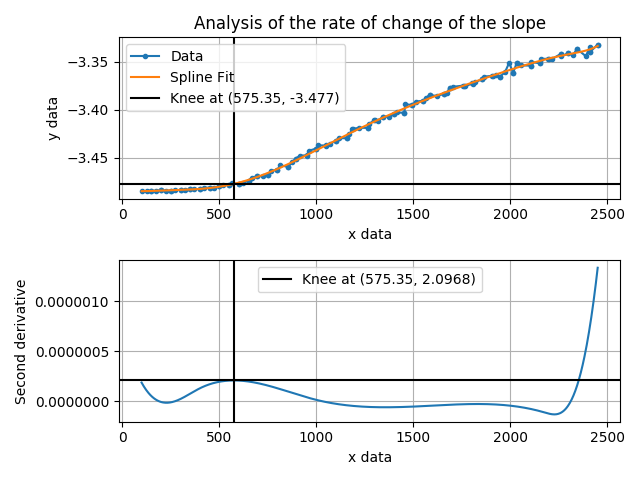 Analysis of the rate of change of the slope
Data
Spline Fit
Knee at (575.35, -3.477)
−3.35
−3.40
−3.45
y data
0 500 1000 1500 2000 2500
x data
Knee at (575.35, 2.0968)
0.0000010
0.0000005
0.0000000
Second derivative
0 500 1000 1500 2000 2500
x data